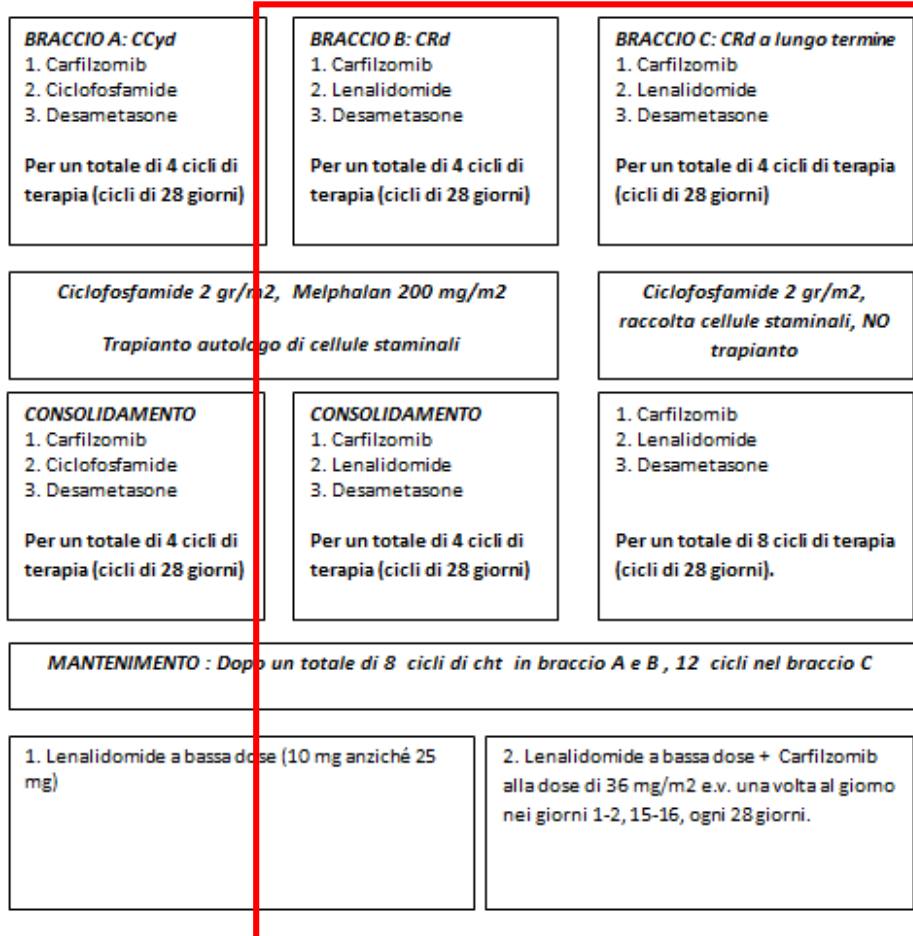 BRACCIO A: CCyd
1. Carfilzomib
2. Ciclofosfamide
3. Desametasone
Per un totale di 4 cicli di
terapia (cicli di 28 giorni)
BRACCIO B: CRd
1. Carfilzomib
2. Lenalidomide
3. Desametasone
Per un totale di 4 cicli di
terapia (cicli di 28 giorni)
BRACCIO C: CRd a lungo termine
1. Carfilzomib
2. Lenalidomide
3. Desametasone
Per un totale di 4 cicli di terapia
(cicli di 28 giorni)
Ciclofosfamide 2 gr/m2, Melphalan 200 mg/m2
Trapianto autologo di cellule staminali
Ciclofosfamide 2 gr/m2,
raccolta cellule staminali, NO
trapianto
CONSOLIDAMENTO
1. Carfilzomib
2. Ciclofosfamide
3. Desametasone
Per un totale di 4 cicli di
terapia (cicli di 28 giorni)
CONSOLIDAMENTO
1. Carfilzomib
2. Lenalidomide
3. Desametasone
Per un totale di 4 cicli di
terapia (cicli di 28 giorni)
1. Carfilzomib
2. Lenalidomide
3. Desametasone
Per un totale di 8 cicli di terapia
(cicli di 28 giorni).
MANTENIMENTO : Dopo un totale di 8 cicli di cht in braccio A e B , 12 cicli nel braccio C
1. Lenalidomide a bassa dose (10 mg anziché 25
mg)
2. Lenalidomide a bassa dose + Carfilzomib
alla dose di 36 mg/m2 e.v. una volta al giorno
nei giorni 1-2, 15-16, ogni 28 giorni.